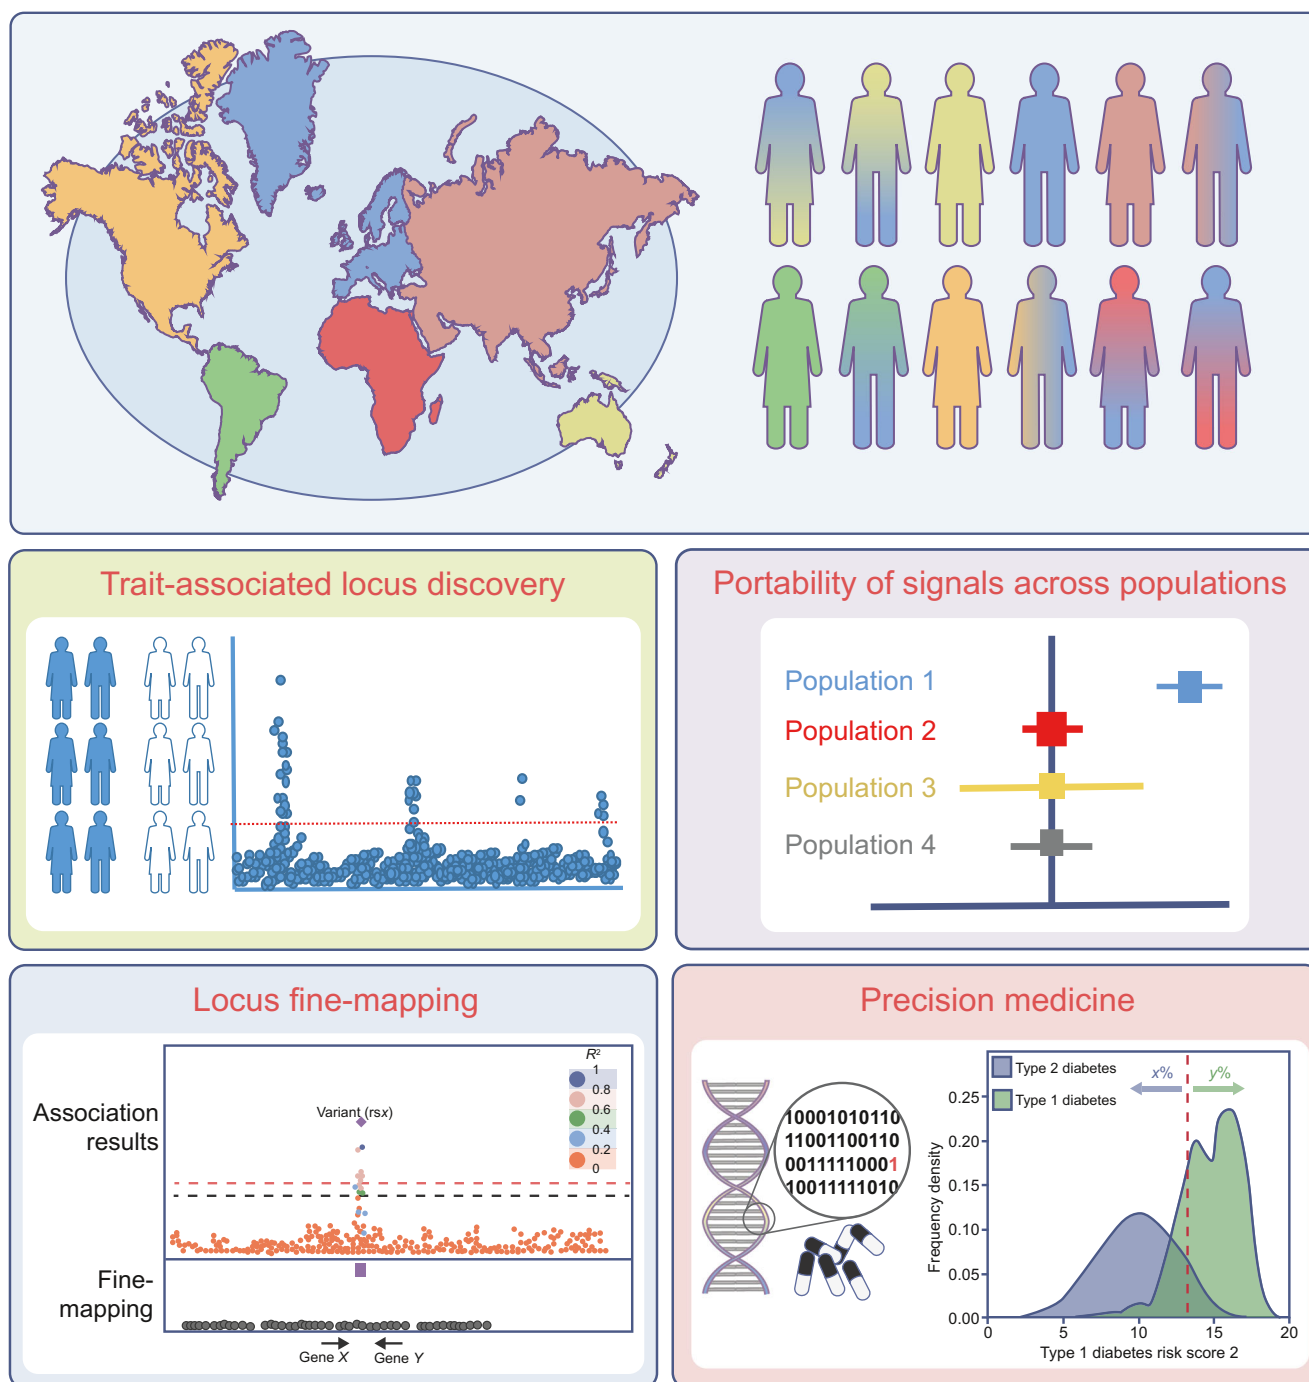 Trait-associated locus discovery
Portability of signals across populations
Population 1
Population 2
Population 3
Population 4
Locus fine-mapping
Association
results
Variant (rsx)
R²
1
0.8
0.6
0.4
0.2
0
Fine-
mapping
Gene X
Gene Y
Precision medicine
10001010110
11001100110
00111110001
10011111010
Type 2 diabetes
Type 1 diabetes
x%
y%
Frequency density
0.25
0.20
0.15
0.10
0.05
0.00
0
5
10
15
20
Type 1 diabetes risk score 2